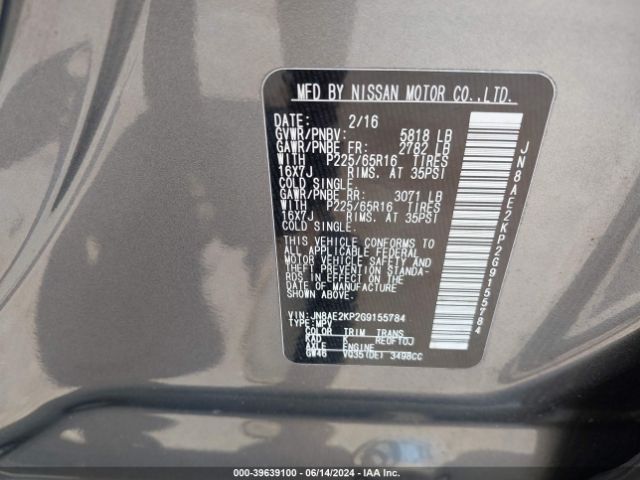 MFD BY NISSAN MOTOR CO.,LTD.
DATE: 2/16
GVWR/PNBV: 5818 LB
GAWR/PNBE FR: 2782 LB
WITH P225/65R16 TIRES
16X7J RIMS. AT 35PSI
COLD SINGLE.
GAWR/PNBE RR: 3071 LB
WITH P225/65R16 TIRES
16X7J RIMS. AT 35PSI
COLD SINGLE.
THIS VEHICLE CONFORMS TO
ALL APPLICABLE FEDERAL
MOTOR VEHICLE SAFETY AND
THEFT PREVENTION STANDA-
RDS IN EFFECT ON THE
DATE OF MANUFACTURE
SHOWN ABOVE.
VIN: JN8AE2KP2G9155784
TYPE: MPV
COLOR TRIM TRANS
KAD K RE0F10J
AXLE ENGINE
GW46 VQ35(DE) 3498CC
JN8AE2KP2G9155784
000-39639100 - 06/14/2024 - IAA Inc.